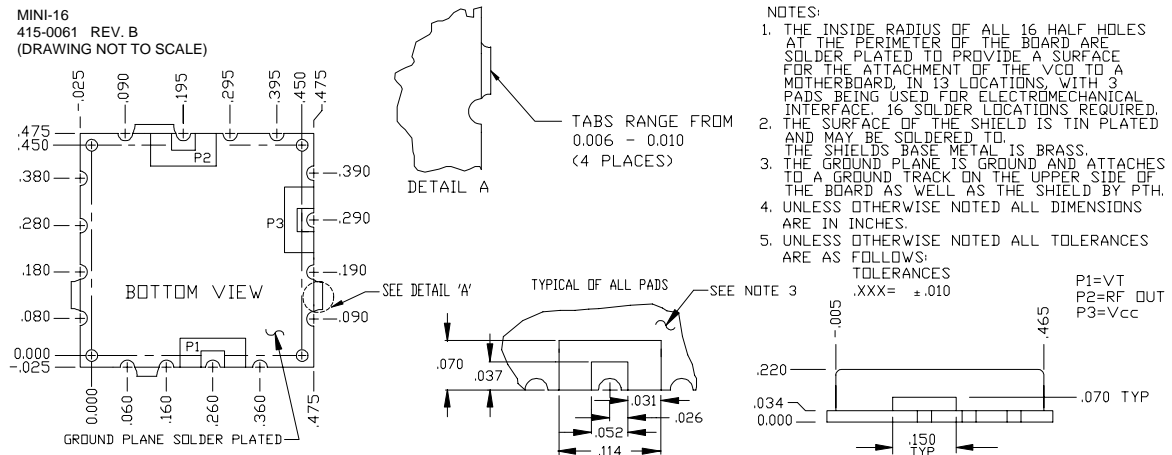 MINI-16
415-0061 REV. B
(DRAWING NOT TO SCALE)
-.025
.090
.195
.295
.395
.450
.475
.475
.450
.380
.280
.180
.080
0.000
-.025
P2
P3
P1
.390
.290
.190
.090
BOTTOM VIEW
SEE DETAIL 'A'
0.000
.060
.160
.260
.360
.475
GROUND PLANE SOLDER PLATED
DETAIL A
TABS RANGE FROM
0.006 - 0.010
(4 PLACES)
TYPICAL OF ALL PADS
SEE NOTE 3
.070
.037
.031
.026
.052
.114
NOTES:
1. THE INSIDE RADIUS OF ALL 16 HALF HOLES
AT THE PERIMETER OF THE BOARD ARE
SOLDER PLATED TO PROVIDE A SURFACE
FOR THE ATTACHMENT OF THE VCO TO A
MOTHERBOARD, IN 13 LOCATIONS, WITH 3
PADS BEING USED FOR ELECTROMECHANICAL
INTERFACE. 16 SOLDER LOCATIONS REQUIRED.
2. THE SURFACE OF THE SHIELD IS TIN PLATED
AND MAY BE SOLDERED TO.
THE SHIELDS BASE METAL IS BRASS.
3. THE GROUND PLANE IS GROUND AND ATTACHES
TO A GROUND TRACK ON THE UPPER SIDE OF
THE BOARD AS WELL AS THE SHIELD BY PTH.
4. UNLESS OTHERWISE NOTED ALL DIMENSIONS
ARE IN INCHES.
5. UNLESS OTHERWISE NOTED ALL TOLERANCES
ARE AS FOLLOWS:
TOLERANCES
.XXX= ±.010
P1=VT
P2=RF OUT
P3=Vcc
-.005
.465
.220
.034
0.000
.070 TYP
.150
TYP